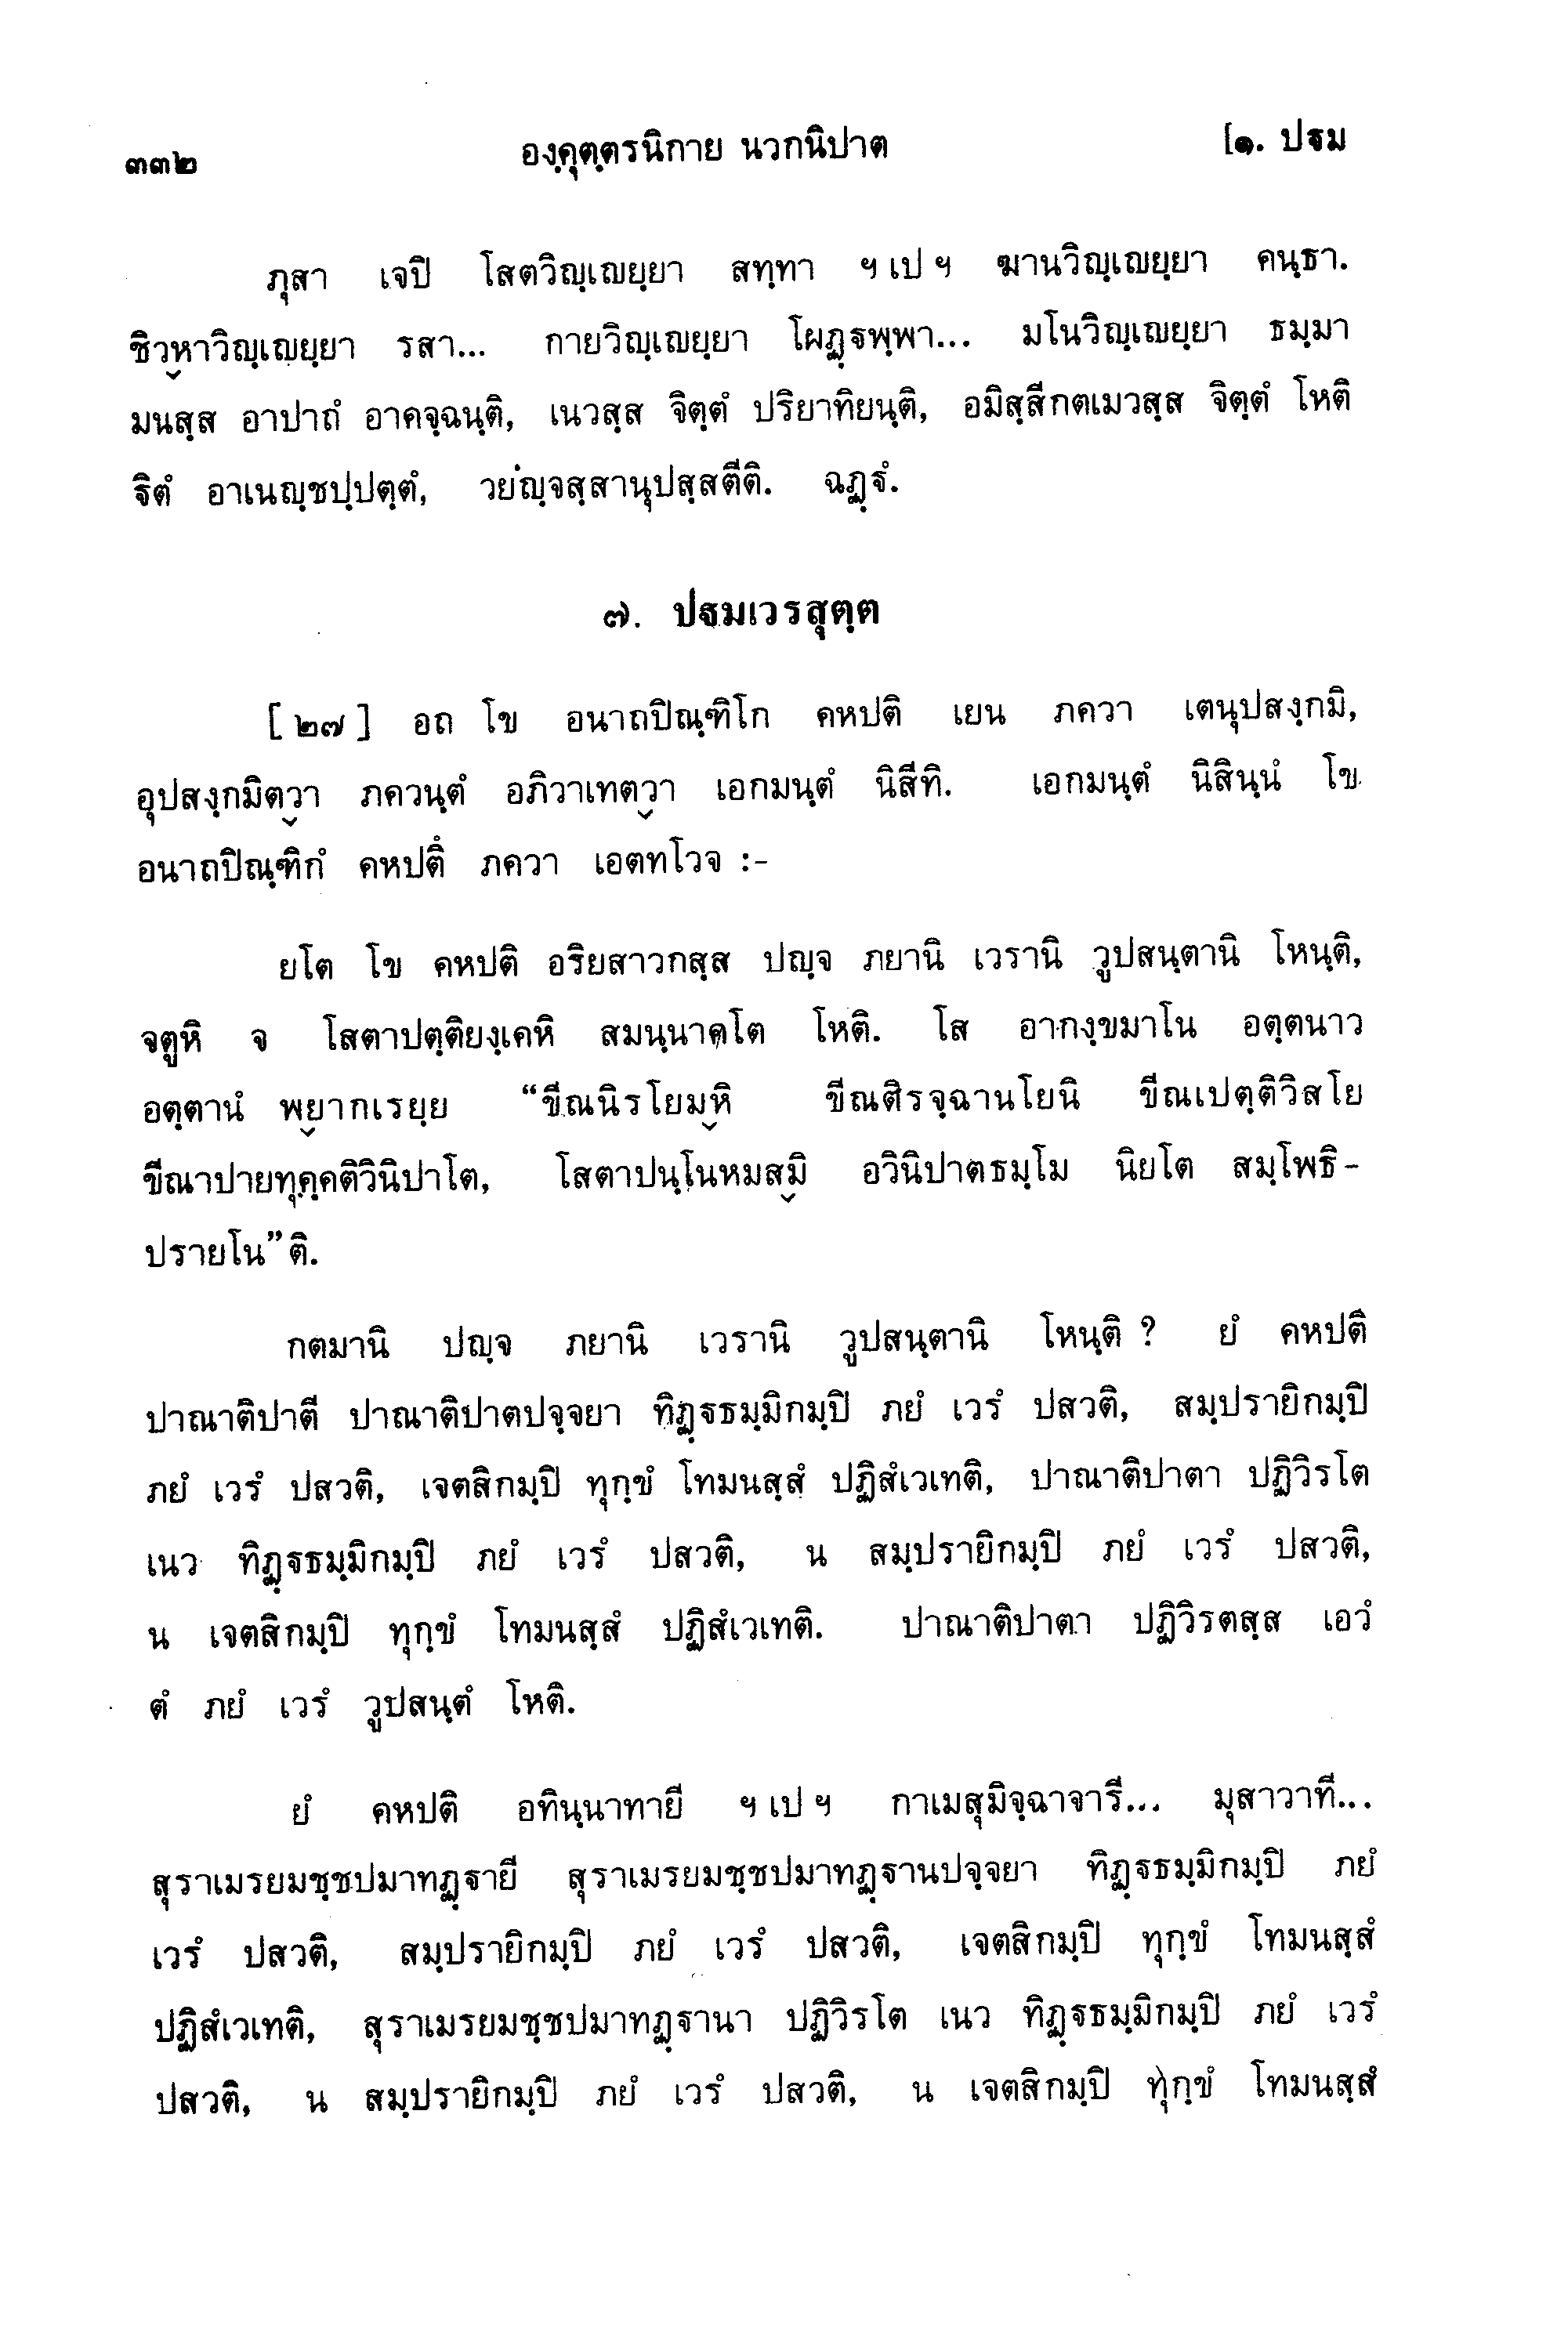 ๓๓๒ องฺคุตฺตรนิกาย นวกนิปาต [๑. ปฐม
ภุสา เจปิ โสตวิญฺเญยฺยา สทฺทา ฯ เป ฯ ฆานวิญฺเญยฺยา คนฺธา.
ชิวฺหาวิญฺเญยฺยา รสา... กายวิญฺเญยฺยา โผฏฺฐพฺพา... มโนวิญฺเญยฺยา ธมฺมา
มนสฺส อาปาถํ อาคจฺฉนฺติ, เนวสฺส จิตฺตํ ปริยาทิยนฺติ, อมิสฺสีกตเมวสฺส จิตฺตํ โหติ
ฐิตํ อาเนญฺชปฺปตฺตํ, วยํญฺจสฺสานุปสฺสตีติ. ฉฏฺฐํ.
๗. ปฐมเวรสุตฺต
[ ๒๗ ] อถ โข อนาถปิณฺฑิโก คหปติ เยน ภควา เตนุปสงฺกมิ,
อุปสงฺกมิตฺวา ภควนฺตํ อภิวาเทตฺวา เอกมนฺตํ นิสีทิ. เอกมนฺตํ นิสินฺนํ โข
อนาถปิณฺฑิกํ คหปตึ ภควา เอตทโวจ :-
ยโต โข คหปติ อริยสาวกสฺส ปญฺจ ภยานิ เวรานิ วูปสนฺตานิ โหนฺติ,
จตูหิ จ โสตาปตฺติยงฺเคหิ สมนฺนาคโต โหติ. โส อากงฺขมาโน อตฺตนาว
อตฺตานํ พฺยากเรยฺย “ขีณนิรโยมฺหิ ขีณติรจฺฉานโยนิ ขีณเปตฺติวิสโย
ขีณาปายทุคฺคติวินิปาโต, โสตาปนฺโนหมสฺมิ อวินิปาตธมฺโม นิยโต สมฺโพธิ-
ปรายโน” ติ.
กตมานิ ปญฺจ ภยานิ เวรานิ วูปสนฺตานิ โหนฺติ ? ยํ คหปติ
ปาณาติปาตี ปาณาติปาตปจฺจยา ทิฏฺฐธมฺมิกมฺปิ ภยํ เวรํ ปสวติ, สมฺปรายิกมฺปิ
ภยํ เวรํ ปสวติ, เจตสิกมฺปิ ทุกฺขํ โทมนสฺสํ ปฏิสํเวเทติ, ปาณาติปาตา ปฏิวิรโต
เนว ทิฏฺฐธมฺมิกมฺปิ ภยํ เวรํ ปสวติ, น สมฺปรายิกมฺปิ ภยํ เวรํ ปสวติ,
น เจตสิกมฺปิ ทุกฺขํ โทมนสฺสํ ปฏิสํเวเทติ. ปาณาติปาตา ปฏิวิรตสฺส เอวํ
ตํ ภยํ เวรํ วูปสนฺตํ โหติ.
ยํ คหปติ อทินฺนาทายี ฯ เป ฯ กาเมสุมิจฺฉาจารี... มุสาวาที...
สุราเมรยมชฺชปมาทฏฺฐายี สุราเมรยมชฺชปมาทฏฺฐานปจฺจยา ทิฏฺฐธมฺมิกมฺปิ ภยํ
เวรํ ปสวติ, สมฺปรายิกมฺปิ ภยํ เวรํ ปสวติ, เจตสิกมฺปิ ทุกฺขํ โทมนสฺสํ
ปฏิสํเวเทติ, สุราเมรยมชฺชปมาทฏฺฐานา ปฏิวิรโต เนว ทิฏฺฐธมฺมิกมฺปิ ภยํ เวรํ
ปสวติ, น สมฺปรายิกมฺปิ ภยํ เวรํ ปสวติ, น เจตสิกมฺปิ ทุกฺขํ โทมนสฺสํ